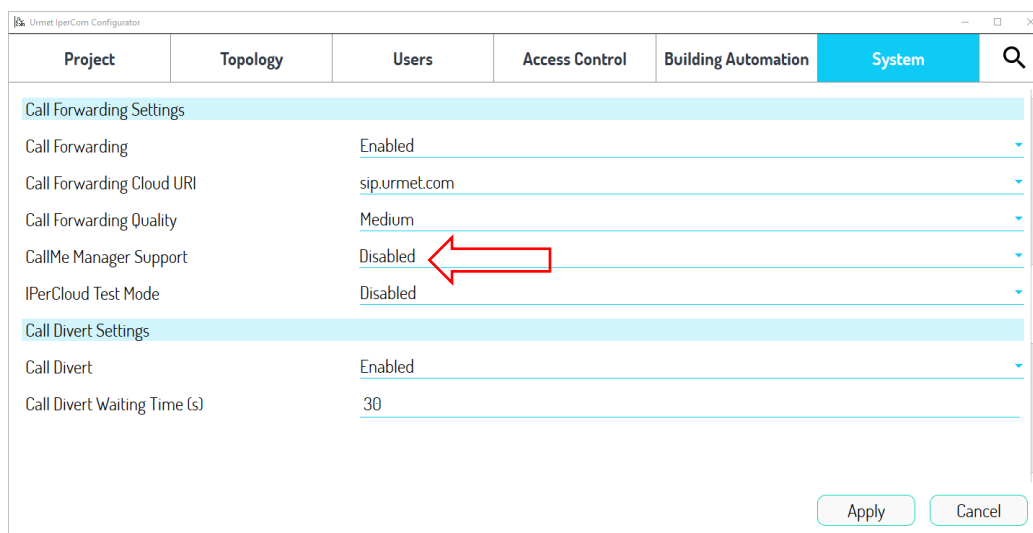 Urmet IperCom Configurator
Project Topology Users Access Control Building Automation System
Call Forwarding Settings
Call Forwarding Enabled
Call Forwarding Cloud URI sip.urmet.com
Call Forwarding Quality Medium
CallMe Manager Support Disabled
IPerCloud Test Mode Disabled
Call Divert Settings
Call Divert Enabled
Call Divert Waiting Time (s) 30
Apply Cancel